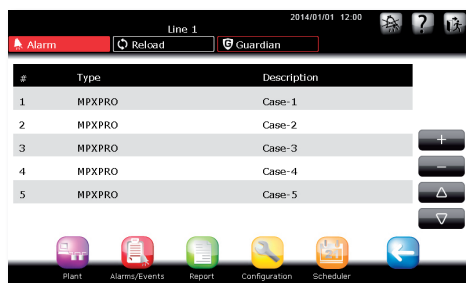 2014/01/01 12:00
Line 1
?
Alarm Reload G Guardian
# Type Description
1 MPXPRO Case-1
2 MPXPRO Case-2
3 MPXPRO Case-3
4 MPXPRO Case-4
5 MPXPRO Case-5
+
−
Plant Alarms/Events Report Configuration Scheduler